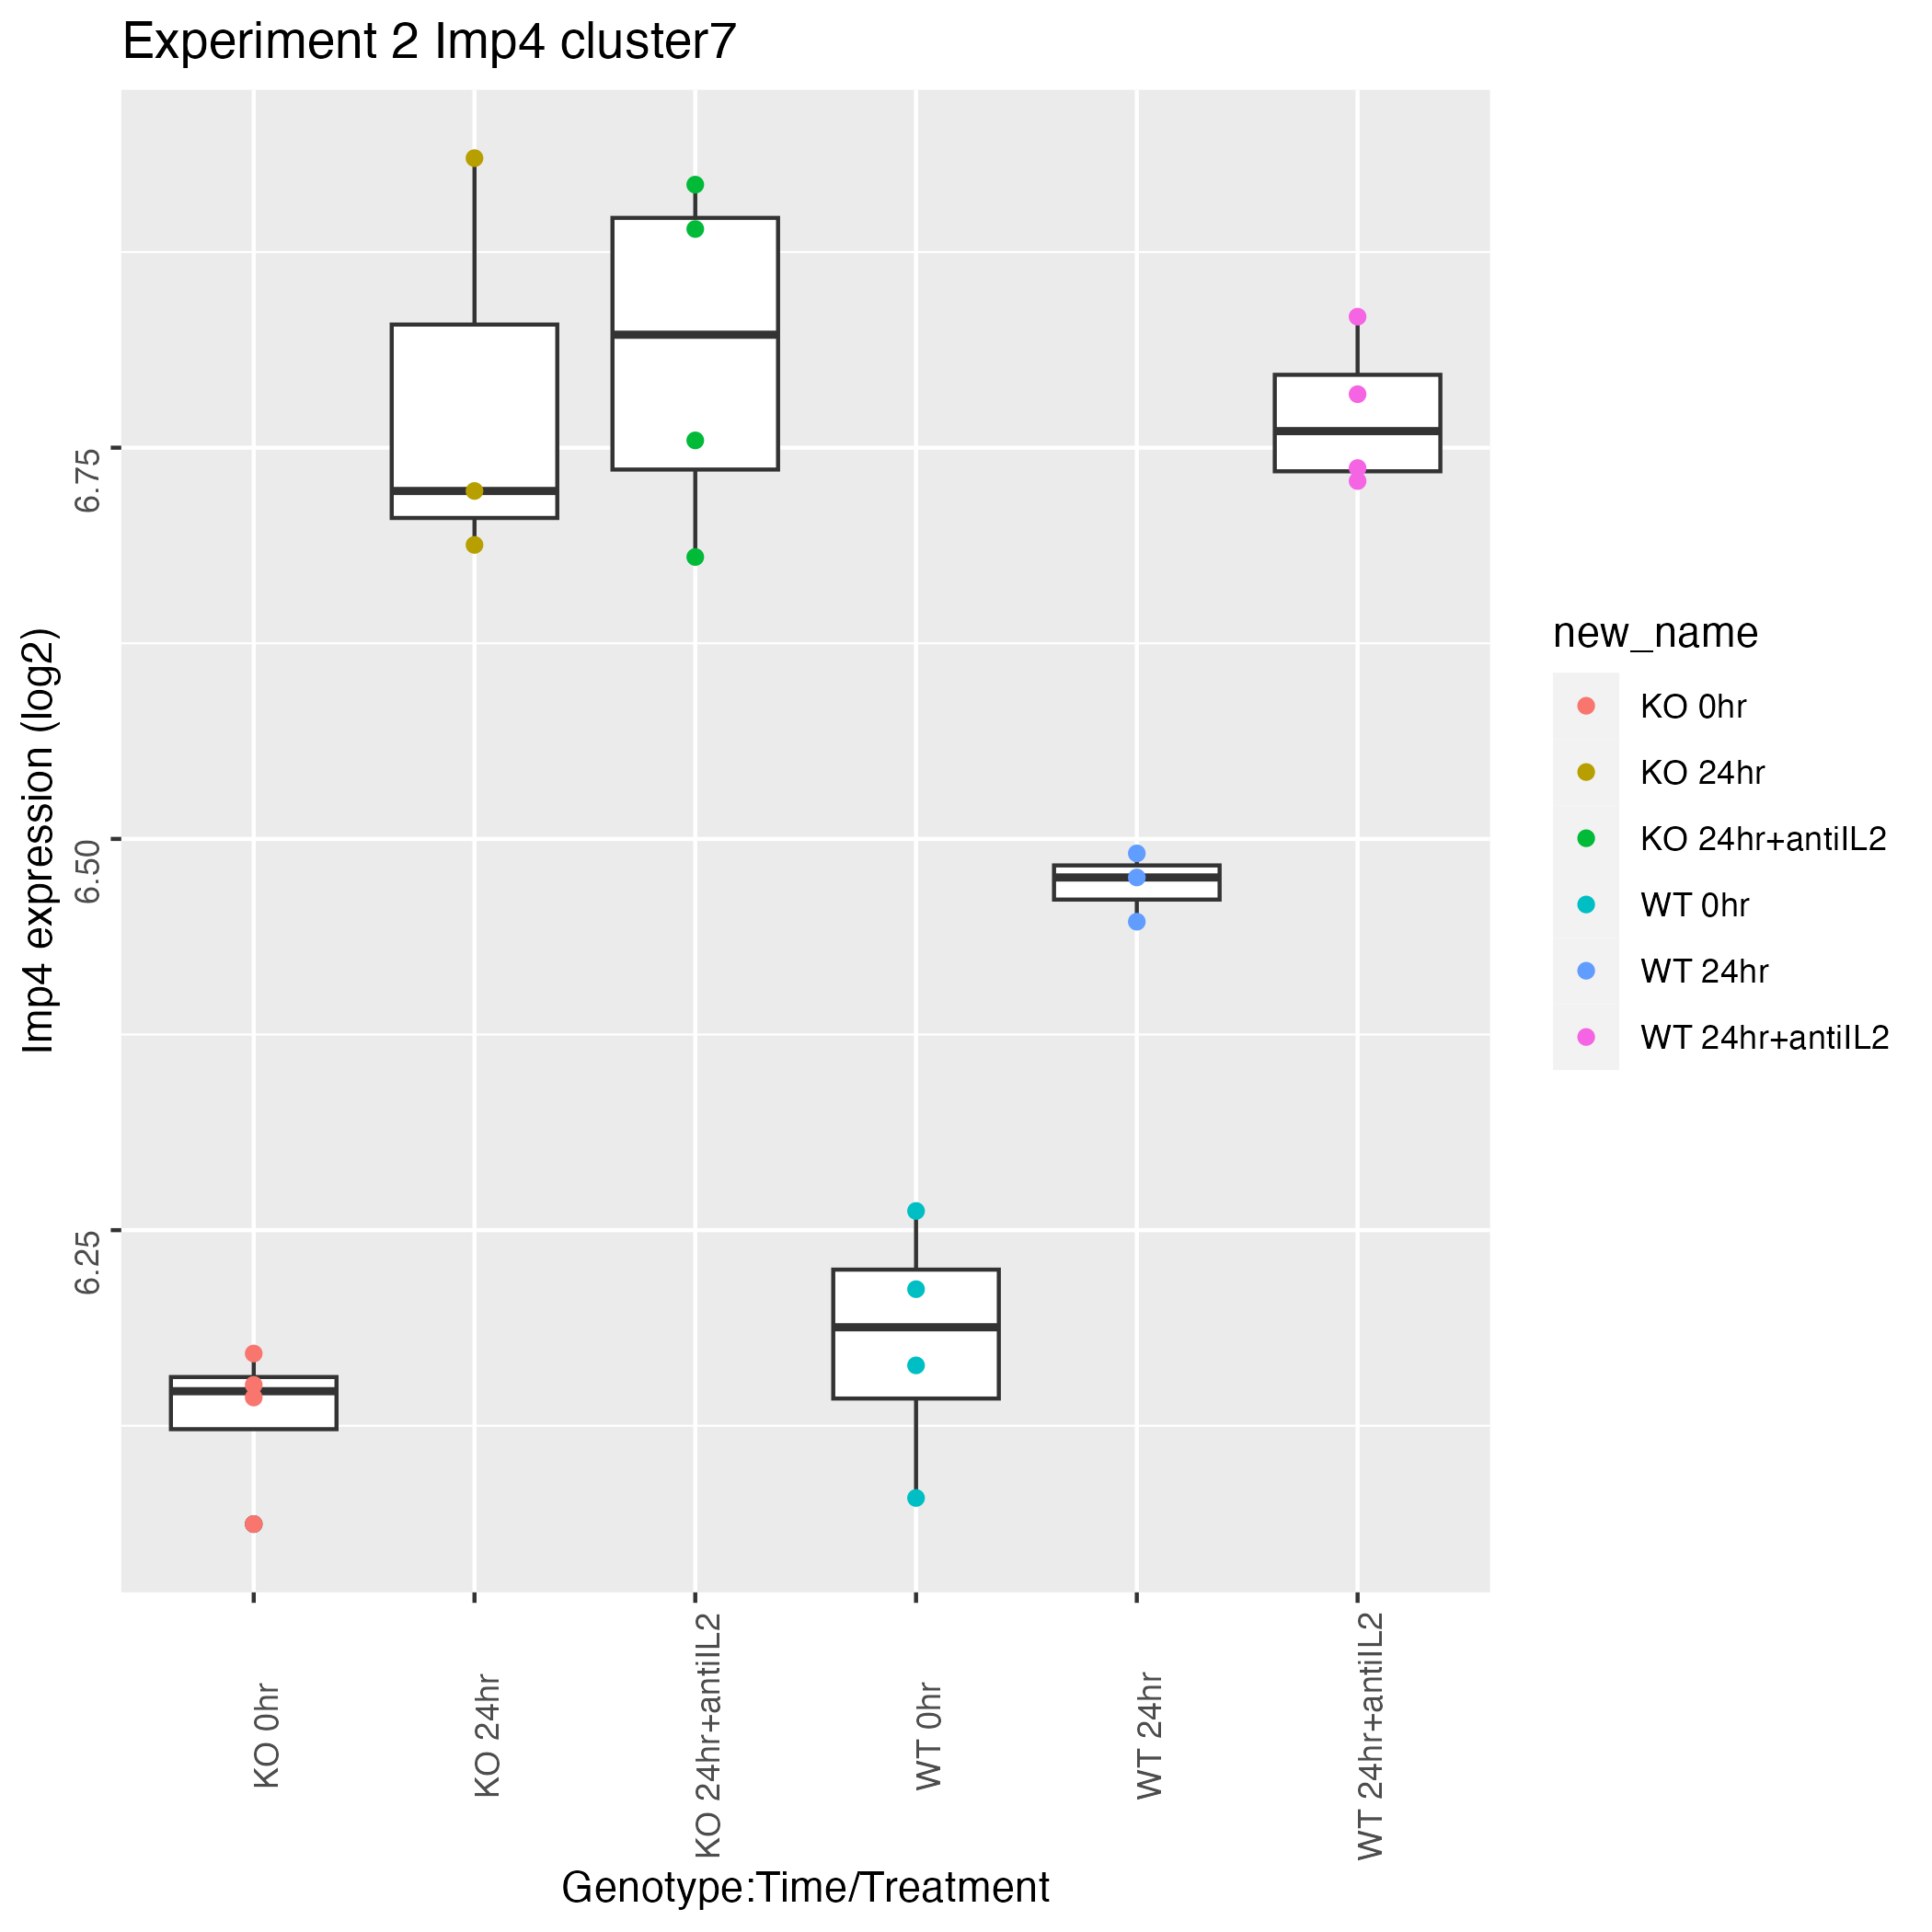 Experiment 2 Imp4 cluster7
Imp4 expression (log2)
6.75
6.50
6.25
KO 0hr
KO 24hr
KO 24hr+antiIL2
WT 0hr
WT 24hr
WT 24hr+antiIL2
Genotype:Time/Treatment
new_name
KO 0hr
KO 24hr
KO 24hr+antiIL2
WT 0hr
WT 24hr
WT 24hr+antiIL2